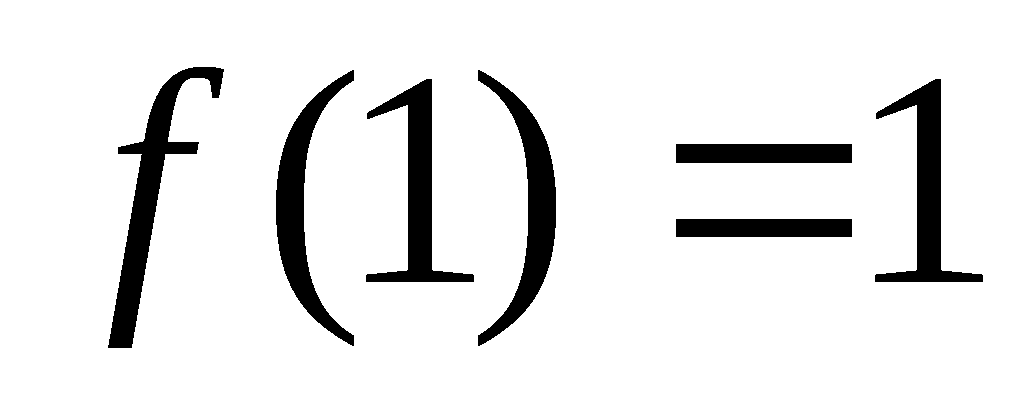 f (1) =1